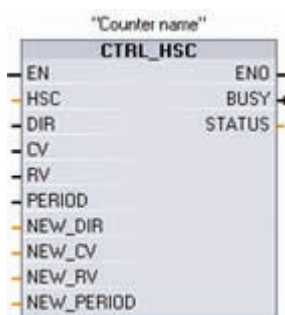 "Counter name"
CTRL_HSC
EN ENO
HSC BUSY
DIR STATUS
CV
RV
PERIOD
NEW_DIR
NEW_CV
NEW_RV
NEW_PERIOD